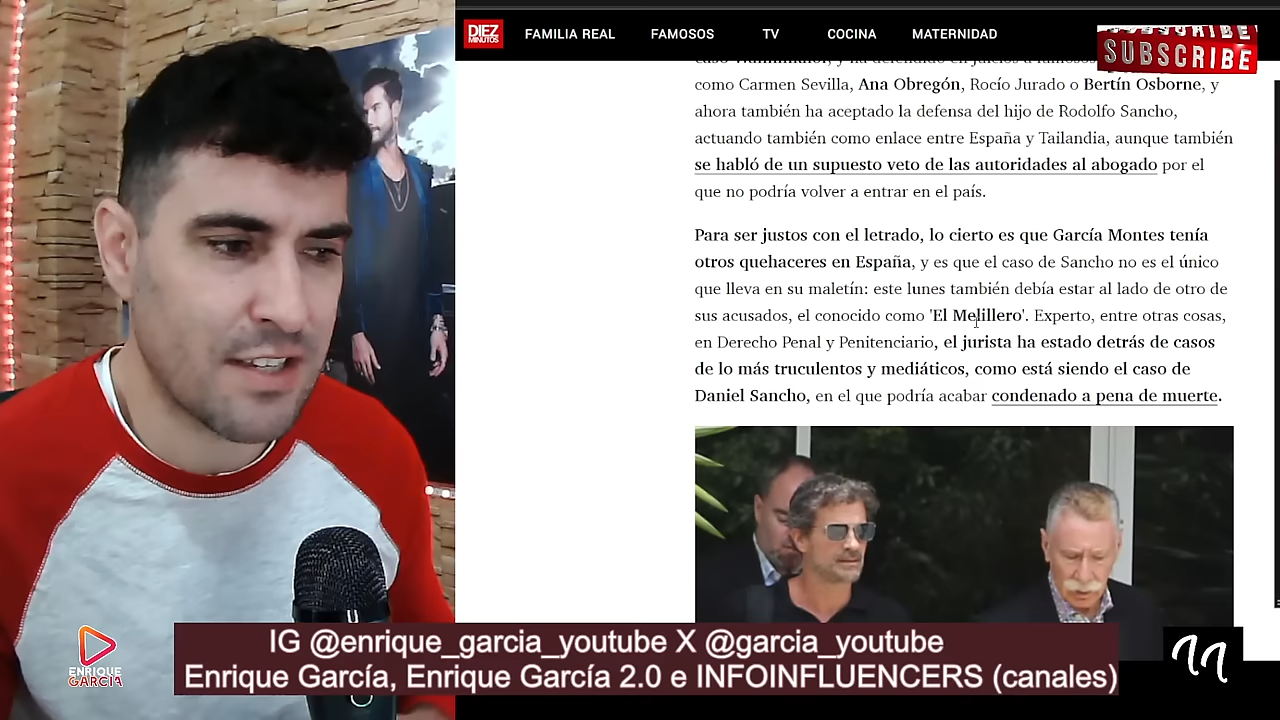 DIEZ
MINUTOS
FAMILIA REAL
FAMOSOS
TV
COCINA
MATERNIDAD
SUBSCRIBE
SUBSCRIBE
como Carmen Sevilla, Ana Obregón, Rocío Jurado o Bertín Osborne, y
ahora también ha aceptado la defensa del hijo de Rodolfo Sancho,
actuando también como enlace entre España y Tailandia, aunque también
se habló de un supuesto veto de las autoridades al abogado por el
que no podría volver a entrar en el país.
Para ser justos con el letrado, lo cierto es que García Montes tenía
otros quehaceres en España, y es que el caso de Sancho no es el único
que lleva en su maletín: este lunes también debía estar al lado de otro de
sus acusados, el conocido como 'El Melillero'. Experto, entre otras cosas,
en Derecho Penal y Penitenciario, el jurista ha estado detrás de casos
de lo más truculentos y mediáticos, como está siendo el caso de
Daniel Sancho, en el que podría acabar condenado a pena de muerte.
IG @enrique_garcia_youtube X @garcia_youtube
Enrique García, Enrique García 2.0 e INFOINFLUENCERS (canales)
ENRIQUE
GARCÍA